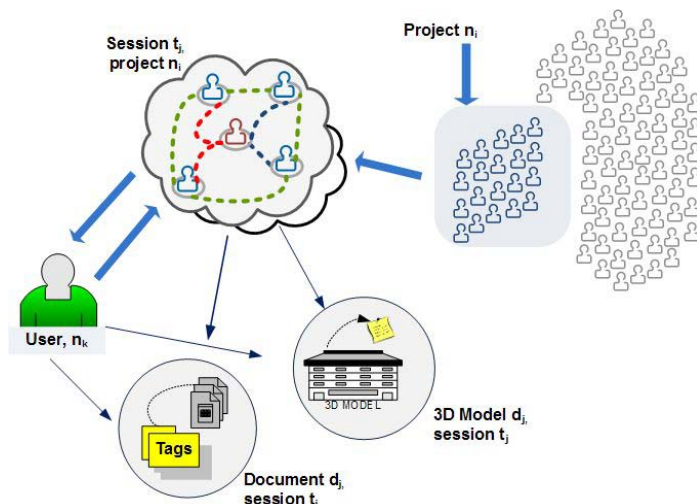 Session tj,
project ni
Project ni
User, nk
3D MODEL
Tags
3D Model dj,
session tj
Document dj,
session tj